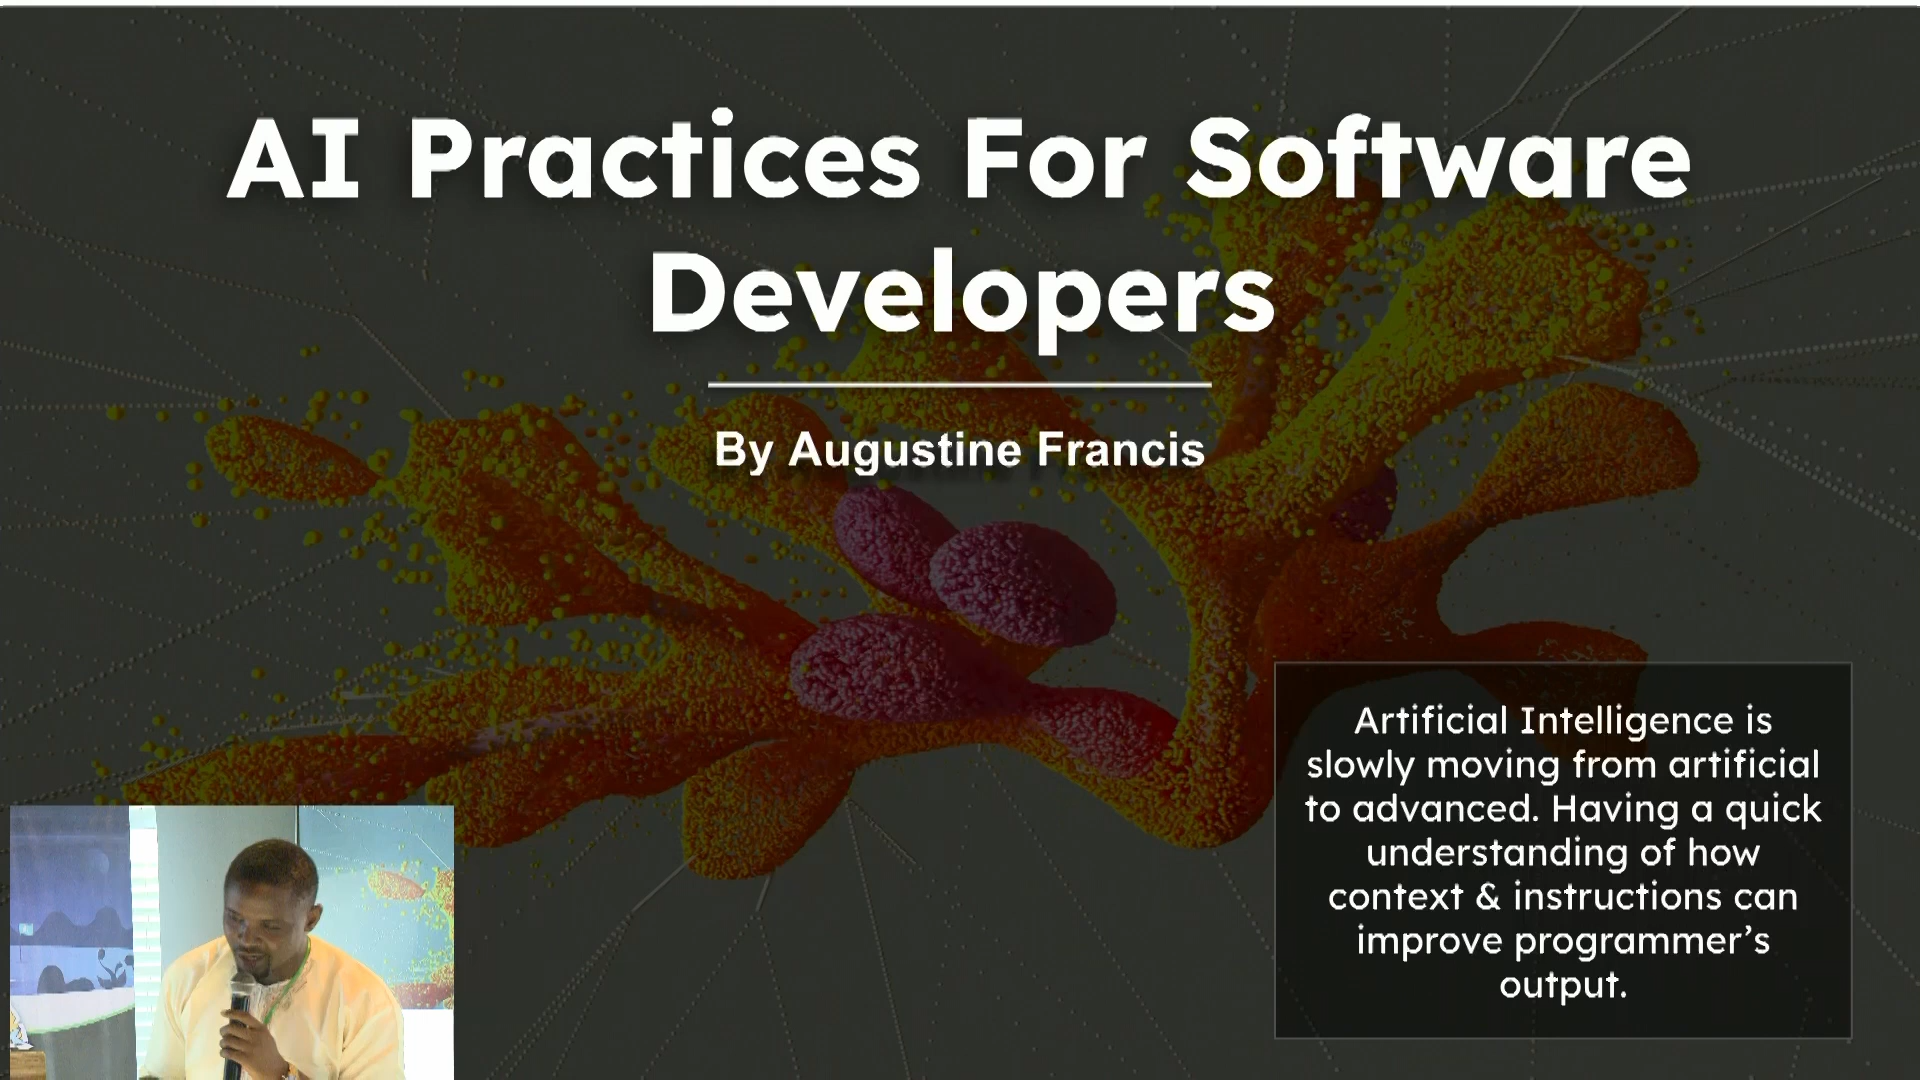 AI Practices For Software
Developers
By Augustine Francis
Artificial Intelligence is
slowly moving from artificial
to advanced. Having a quick
understanding of how
context & instructions can
improve programmer’s
output.